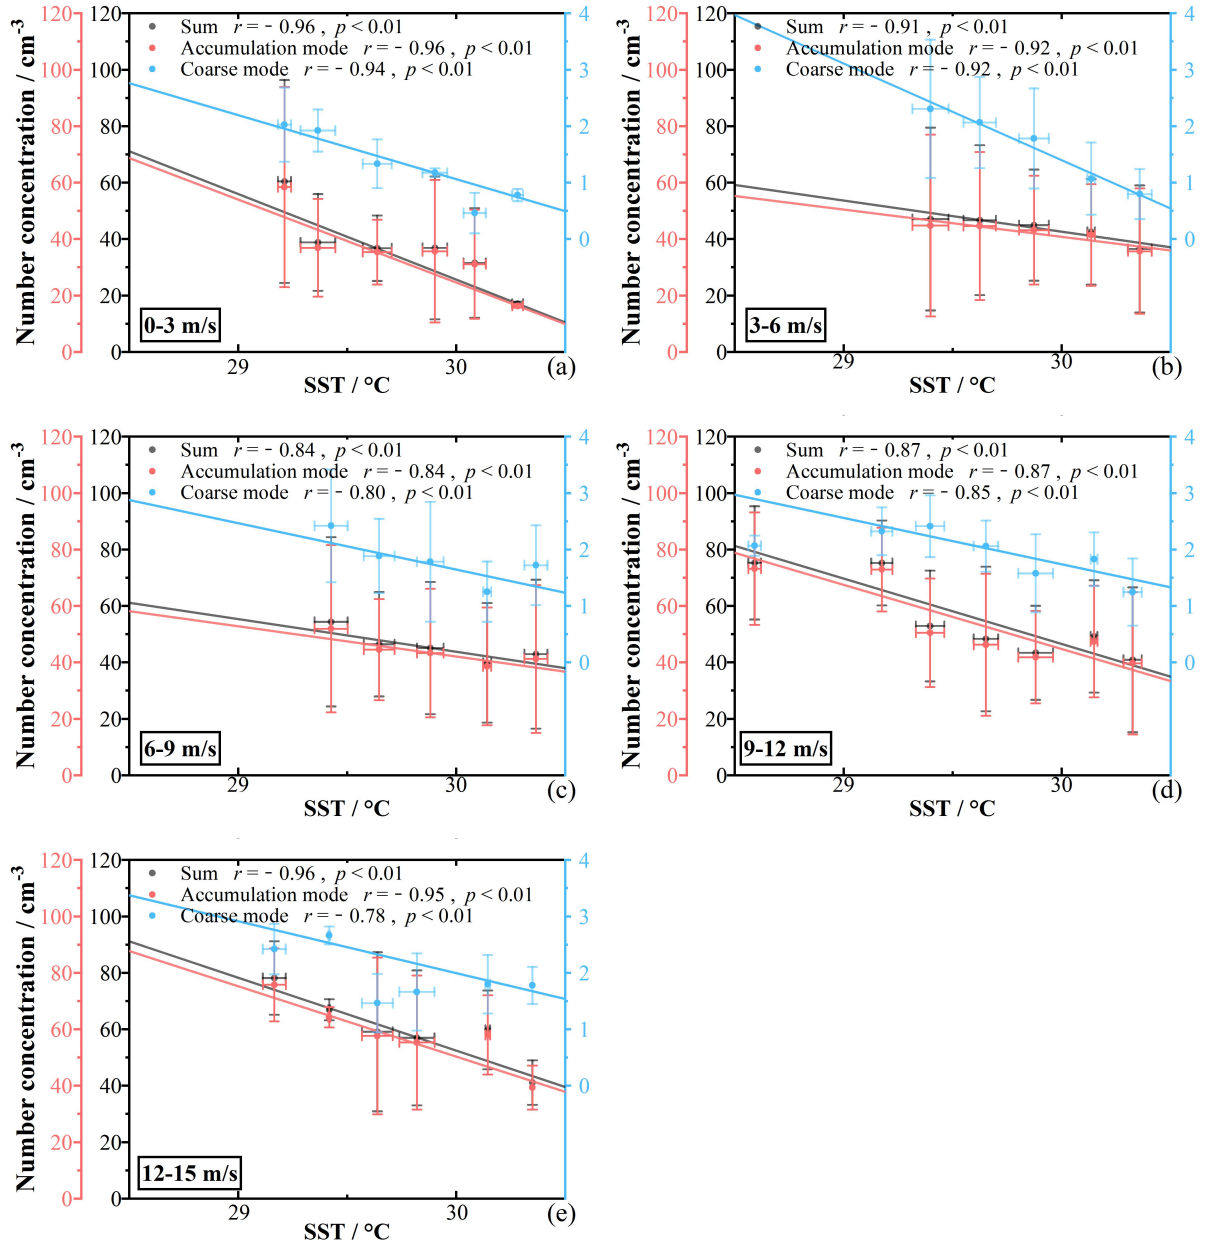 Sum r = - 0.96 , p < 0.01
Accumulation mode r = - 0.96 , p < 0.01
Coarse mode r = - 0.94 , p < 0.01
Number concentration / cm-3
120 120 4
100 100 3
80 80 2
60 60 1
40 40 0
20 20
0 0
0-3 m/s
29 30
(a)
SST / °C
Sum r = - 0.91 , p < 0.01
Accumulation mode r = - 0.92 , p < 0.01
Coarse mode r = - 0.92 , p < 0.01
Number concentration / cm-3
120 120 4
100 100 3
80 80 2
60 60 1
40 40 0
20 20
0 0
3-6 m/s
29 30
(b)
SST / °C
Sum r = - 0.84 , p < 0.01
Accumulation mode r = - 0.84 , p < 0.01
Coarse mode r = - 0.80 , p < 0.01
Number concentration / cm-3
120 120 4
100 100 3
80 80 2
60 60 1
40 40 0
20 20
0 0
6-9 m/s
29 30
(c)
SST / °C
Sum r = - 0.87 , p < 0.01
Accumulation mode r = - 0.87 , p < 0.01
Coarse mode r = - 0.85 , p < 0.01
Number concentration / cm-3
120 120 4
100 100 3
80 80 2
60 60 1
40 40 0
20 20
0 0
9-12 m/s
29 30
(d)
SST / °C
Sum r = - 0.96 , p < 0.01
Accumulation mode r = - 0.95 , p < 0.01
Coarse mode r = - 0.78 , p < 0.01
Number concentration / cm-3
120 120 4
100 100 3
80 80 2
60 60 1
40 40 0
20 20
0 0
12-15 m/s
29 30
(e)
SST / °C